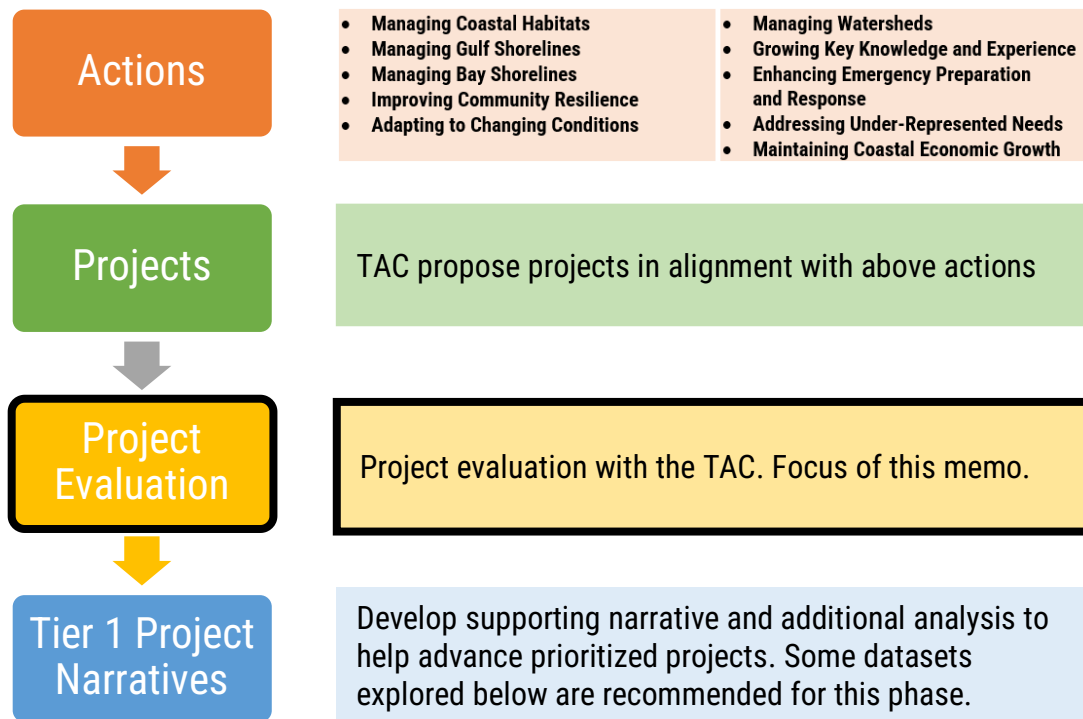 Actions
• Managing Coastal Habitats
• Managing Gulf Shorelines
• Managing Bay Shorelines
• Improving Community Resilience
• Adapting to Changing Conditions
• Managing Watersheds
• Growing Key Knowledge and Experience
• Enhancing Emergency Preparation
and Response
• Addressing Under-Represented Needs
• Maintaining Coastal Economic Growth
Projects
TAC propose projects in alignment with above actions
Project
Evaluation
Project evaluation with the TAC. Focus of this memo.
Tier 1 Project
Narratives
Develop supporting narrative and additional analysis to
help advance prioritized projects. Some datasets
explored below are recommended for this phase.